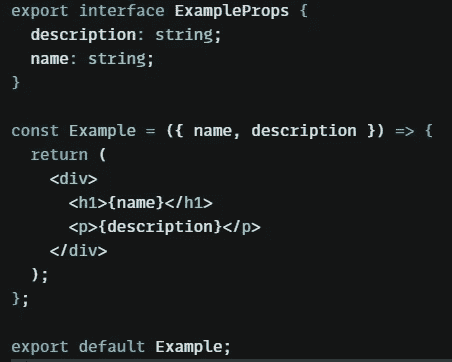 export interface ExampleProps {
  description: string;
  name: string;
}

const Example = ({ name, description }) => {
  return (
    <div>
      <h1>{name}</h1>
      <p>{description}</p>
    </div>
  );
};

export default Example;